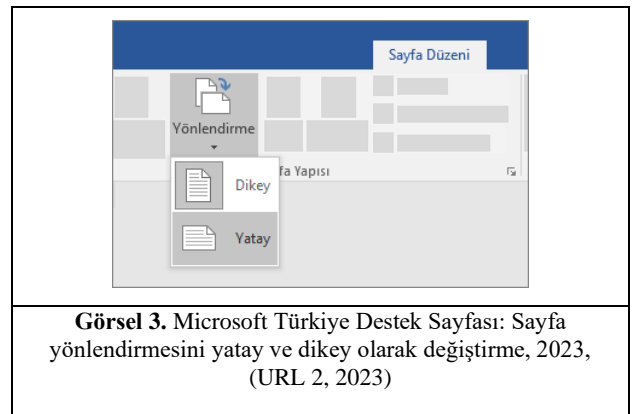 Sayfa Düzeni
Yönlendirme
fa Yapısı
Dikey
Yatay
Görsel 3. Microsoft Türkiye Destek Sayfası: Sayfa
yönlendirmesini yatay ve dikey olarak değiştirme, 2023,
(URL 2, 2023)